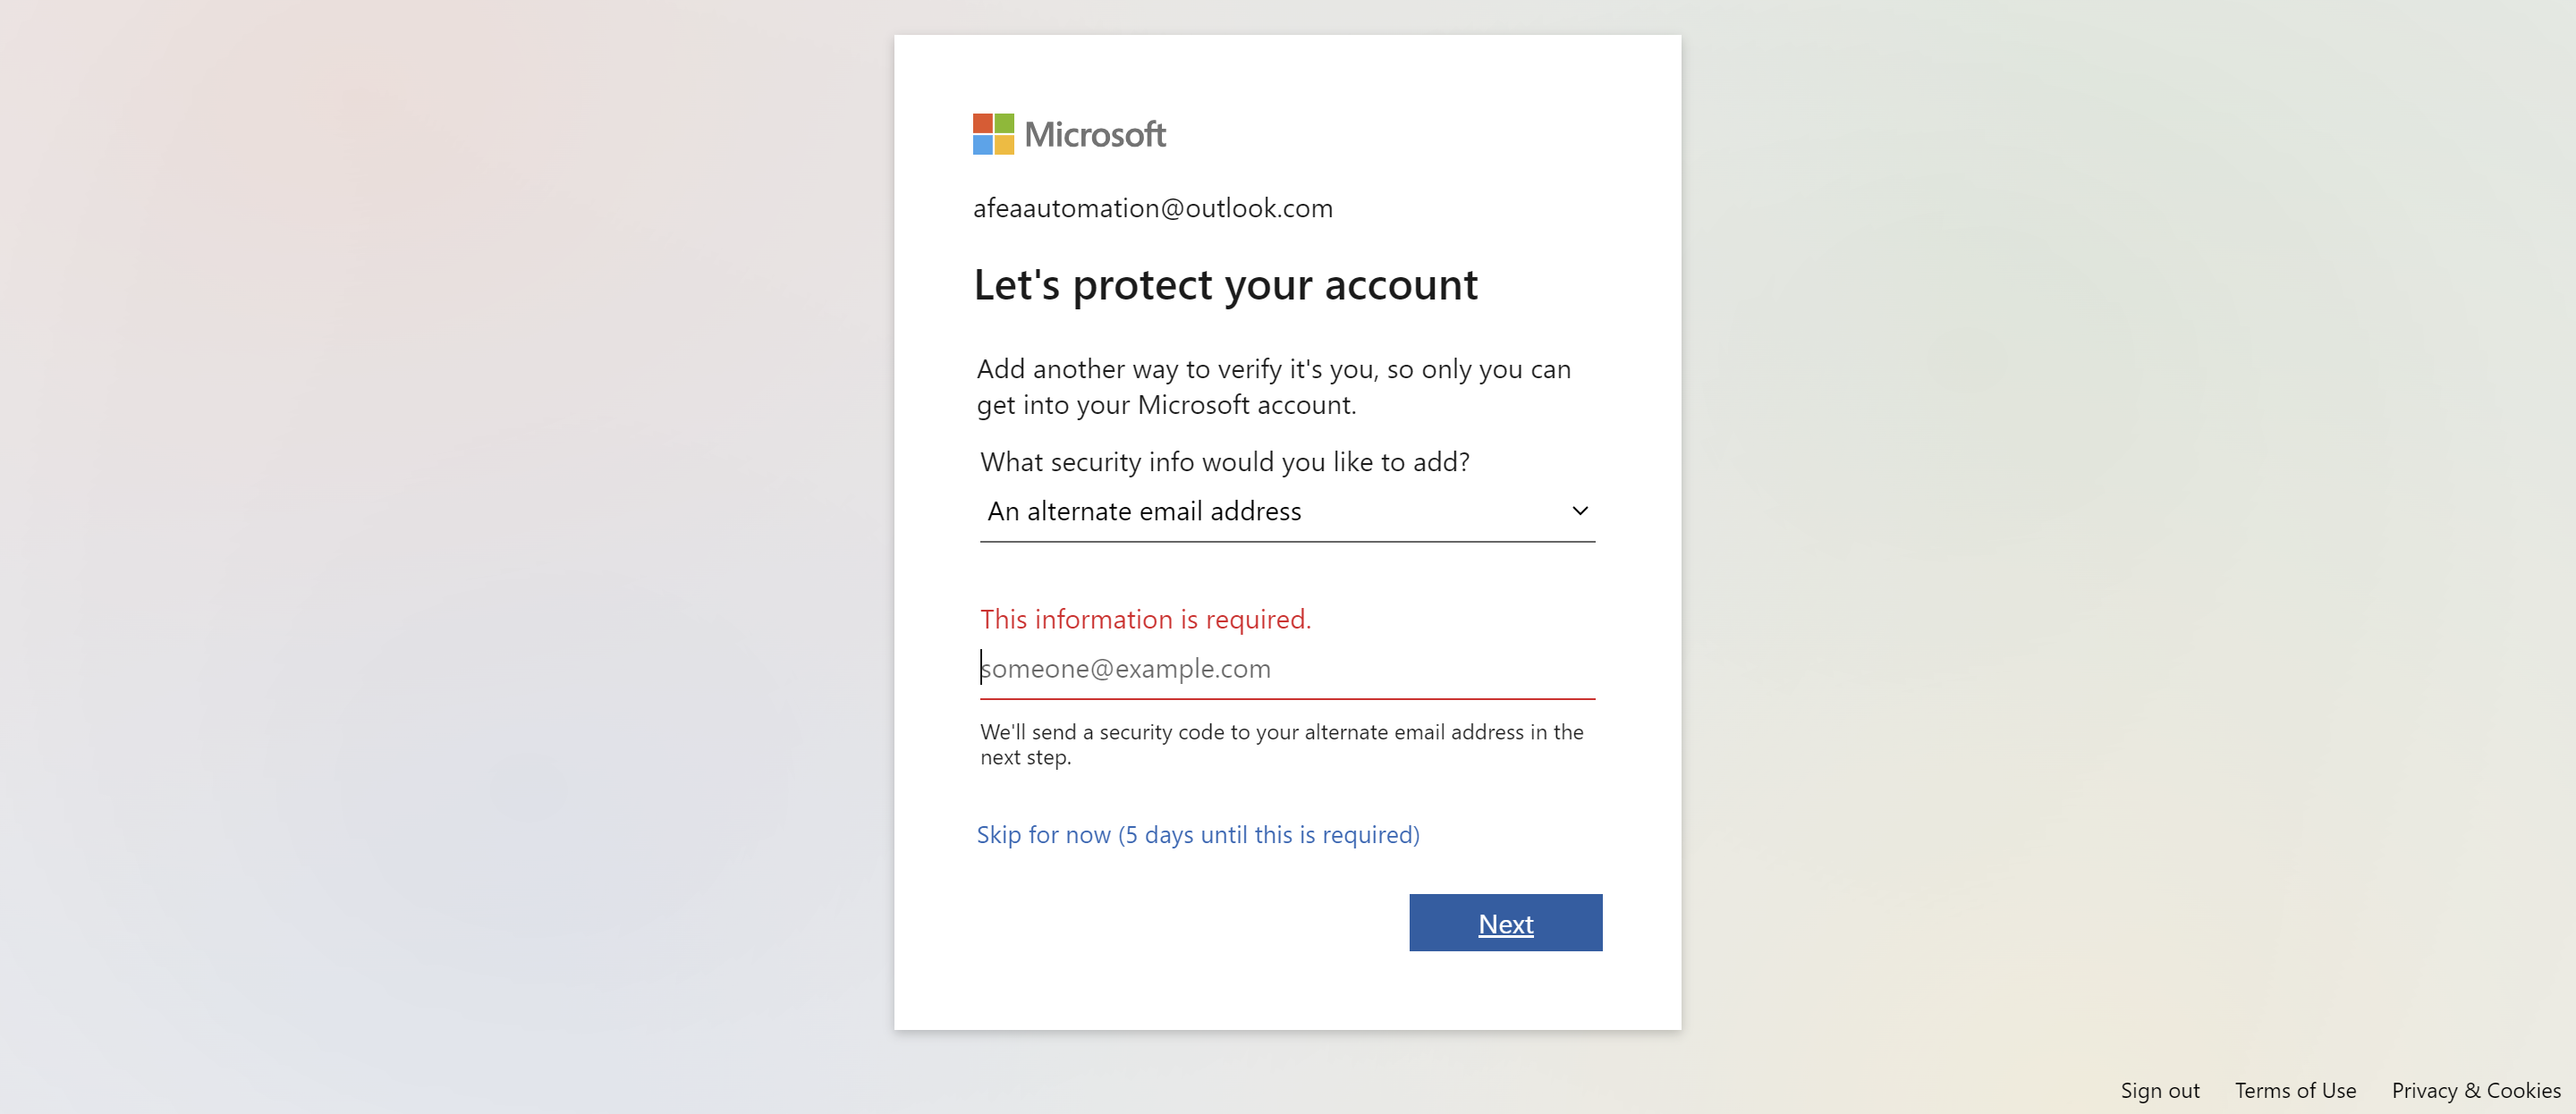 Microsoft
afeaautomation@outlook.com
Let's protect your account
Add another way to verify it's you, so only you can
get into your Microsoft account.
What security info would you like to add?
An alternate email address
This information is required.
someone@example.com
We'll send a security code to your alternate email address in the
next step.
Skip for now (5 days until this is required)
Next
Sign out Terms of Use Privacy & Cookies